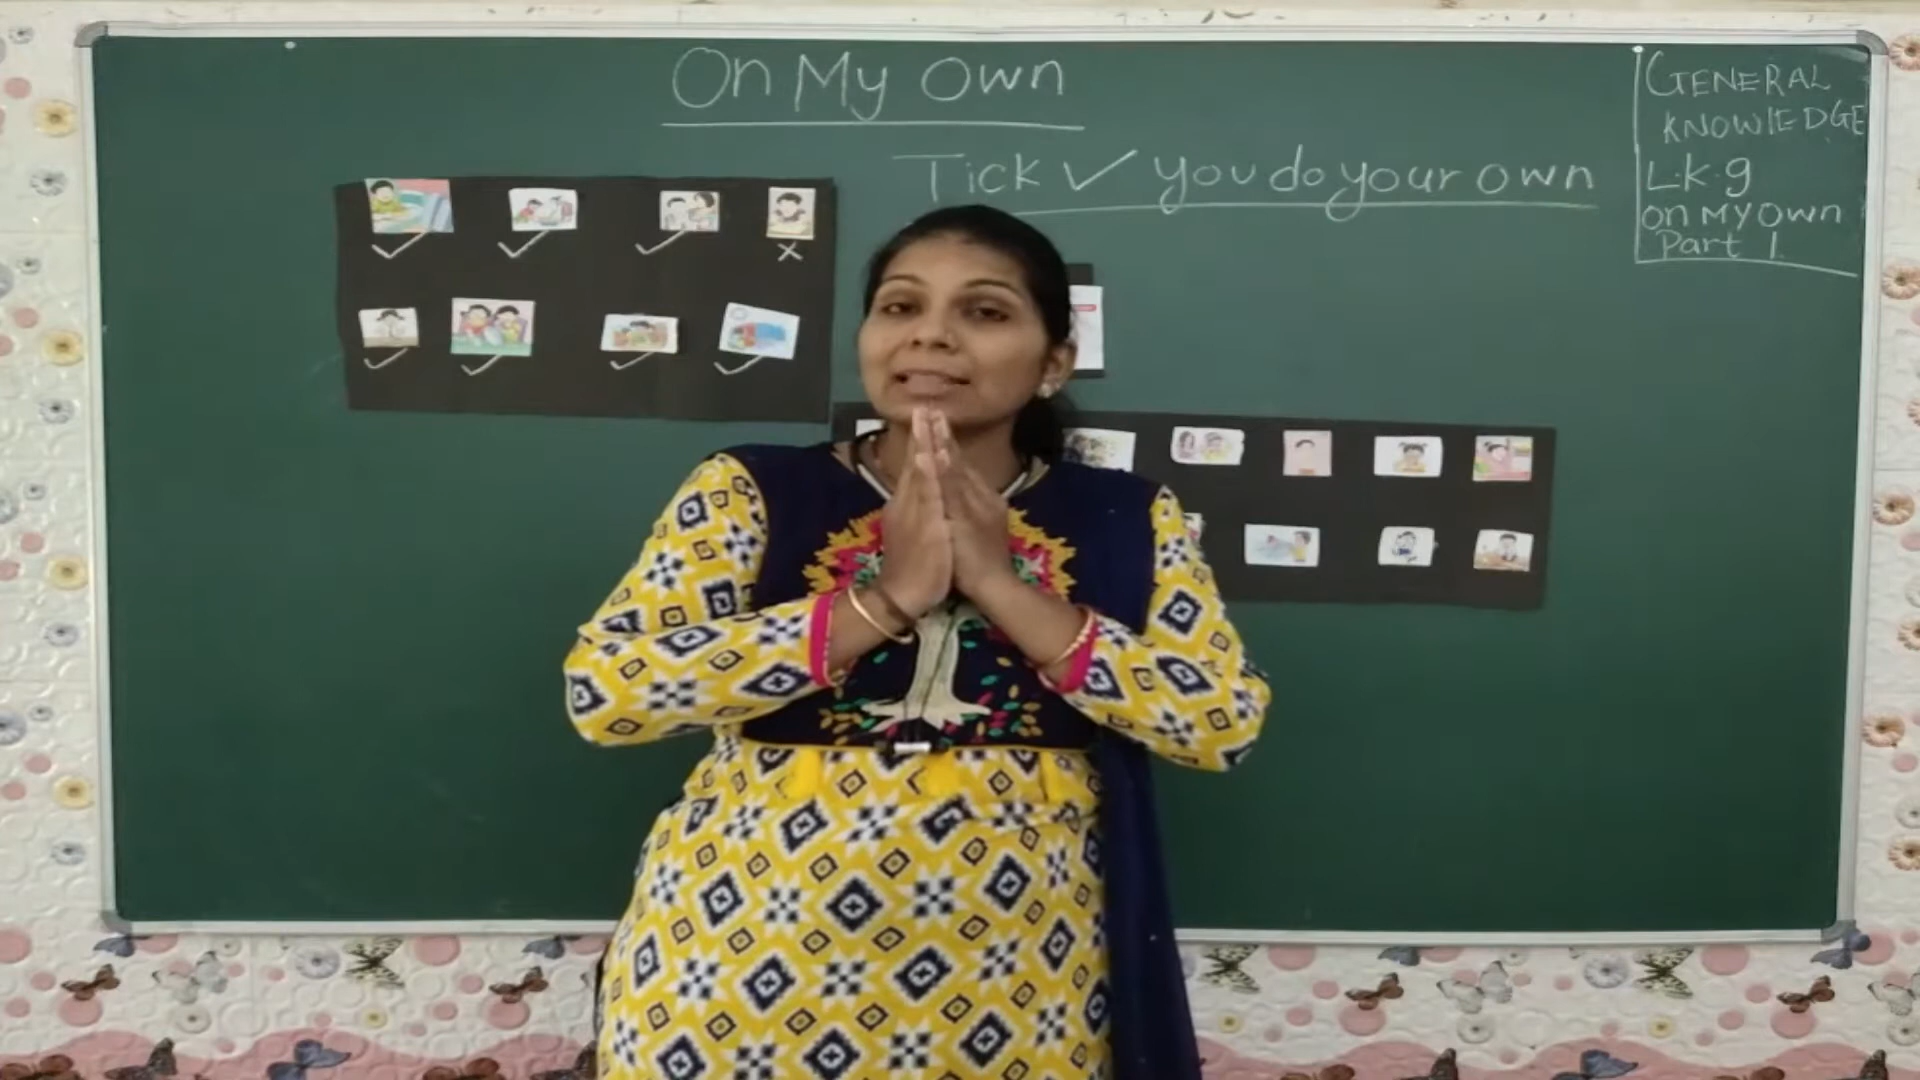 On My Own
Tick ✓ you do your own
GENERAL
KNOWLEDGE
L.K.g
on MY Own
Part 1